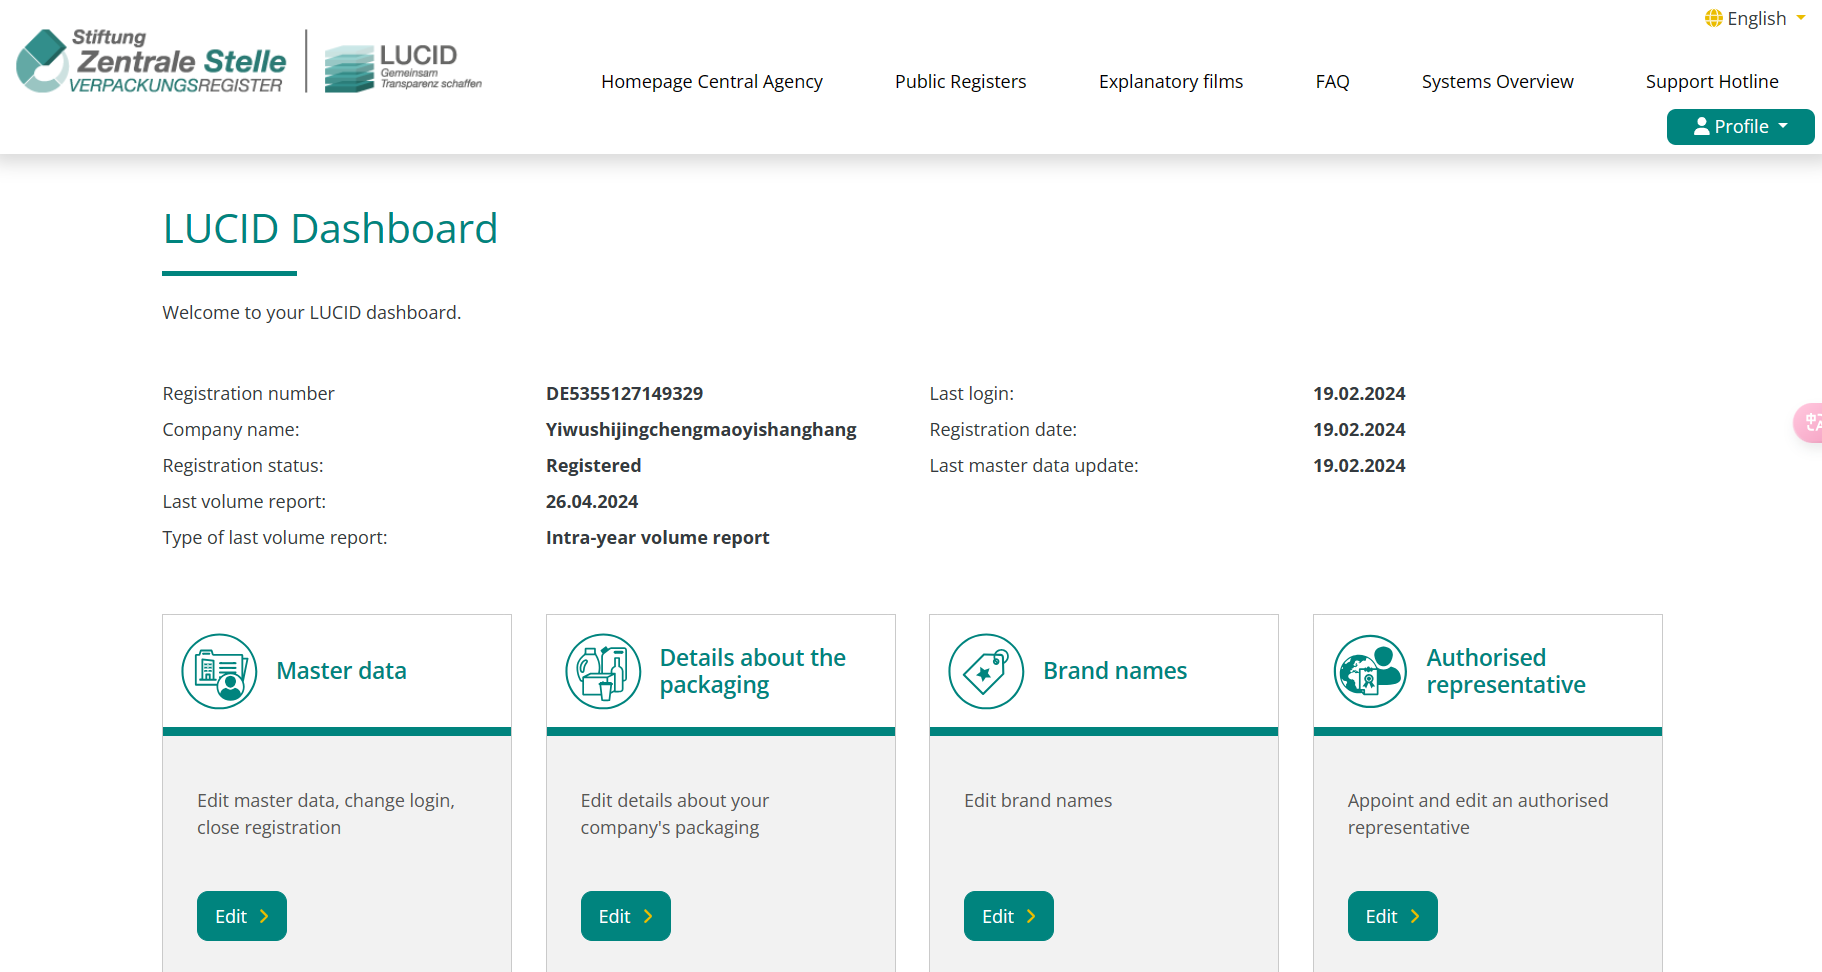 English
Stiftung
Zentrale Stelle
VERPACKUNGSREGISTER
LUCID
Gemeinsam
Transparenz schaffen
Homepage Central Agency
Public Registers
Explanatory films
FAQ
Systems Overview
Support Hotline
Profile
LUCID Dashboard
Welcome to your LUCID dashboard.
Registration number DE5355127149329 Last login: 19.02.2024
Company name: Yiwushijingchengmaoyishanghang Registration date: 19.02.2024
Registration status: Registered Last master data update: 19.02.2024
Last volume report: 26.04.2024
Type of last volume report: Intra-year volume report
Master data
Edit master data, change login,
close registration
Edit
Details about the
packaging
Edit details about your
company's packaging
Edit
Brand names
Edit brand names
Edit
Authorised
representative
Appoint and edit an authorised
representative
Edit